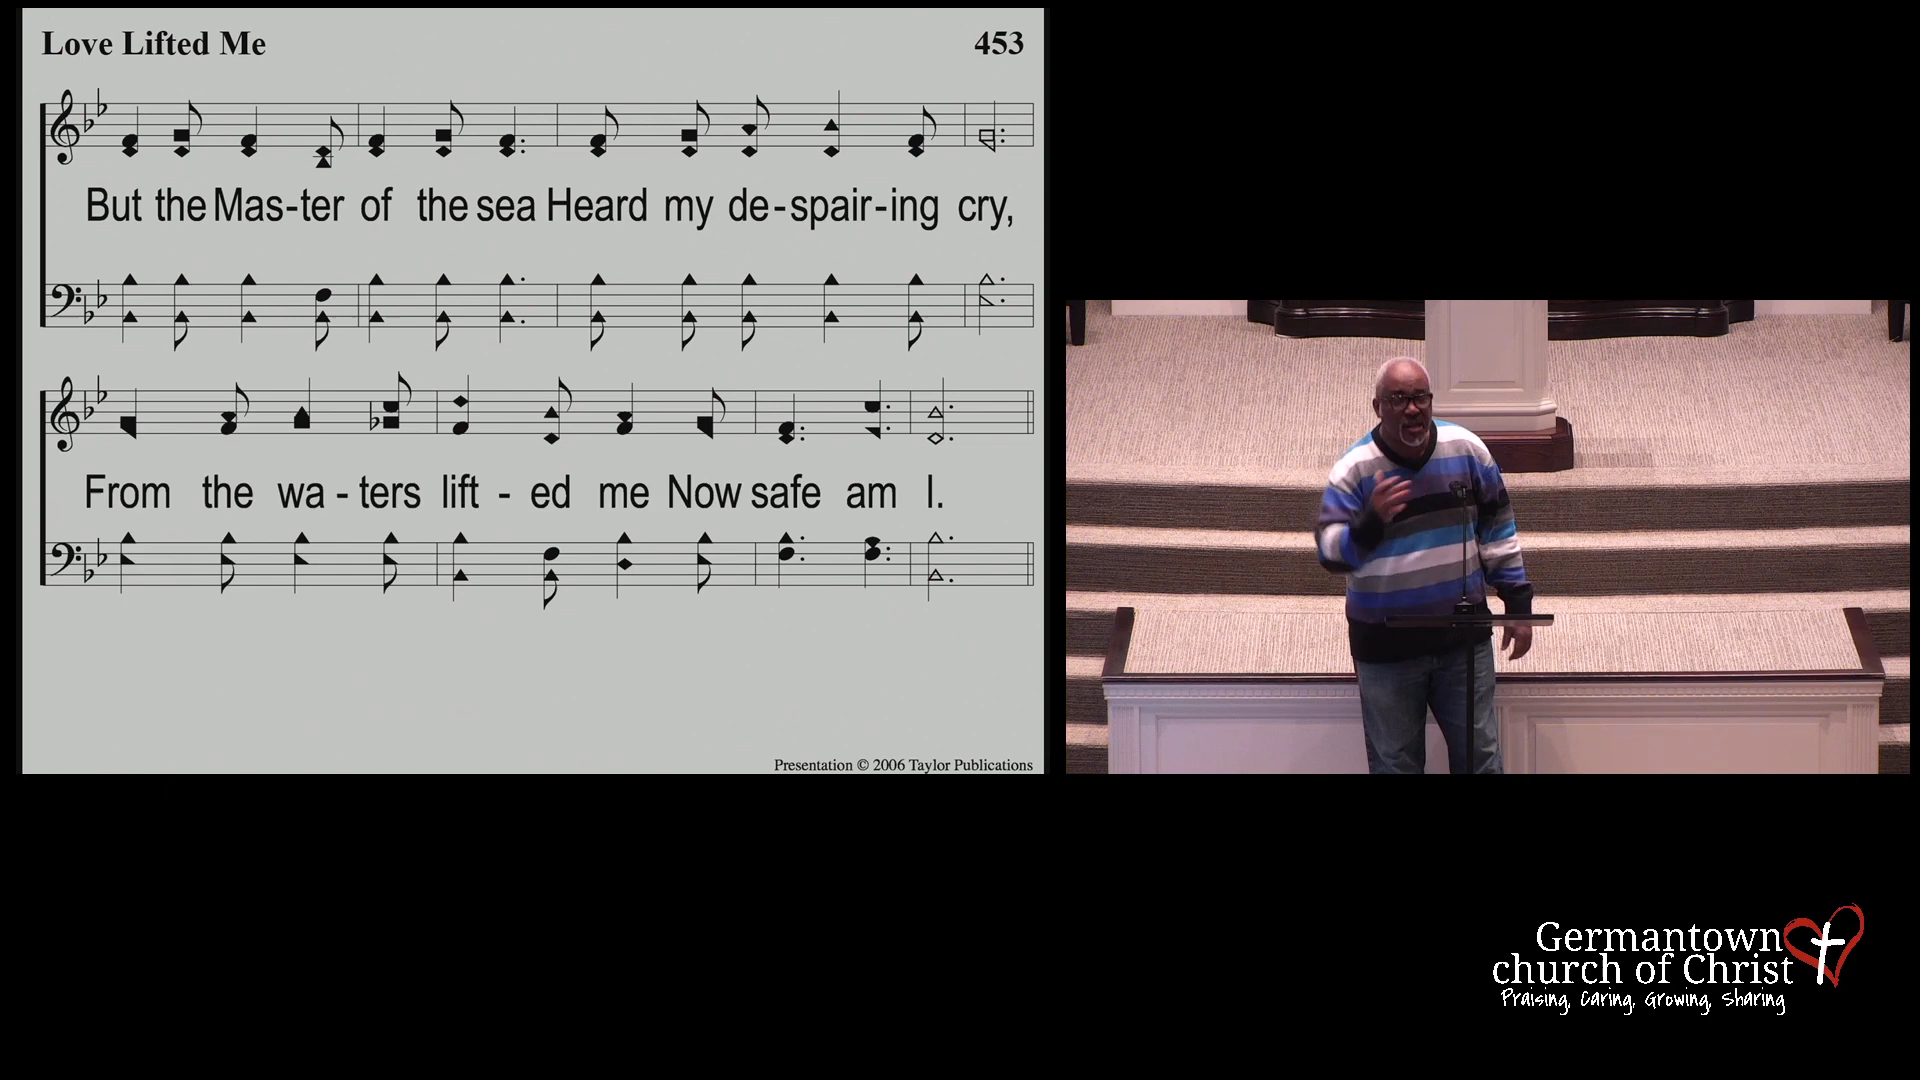 Love Lifted Me 453
But the Mas-ter of the sea Heard my de-spair-ing cry,
From the wa-ters lift-ed me Now safe am I.
Presentation © 2006 Taylor Publications
Germantown
church of Christ
Praising, Caring, Growing, Sharing